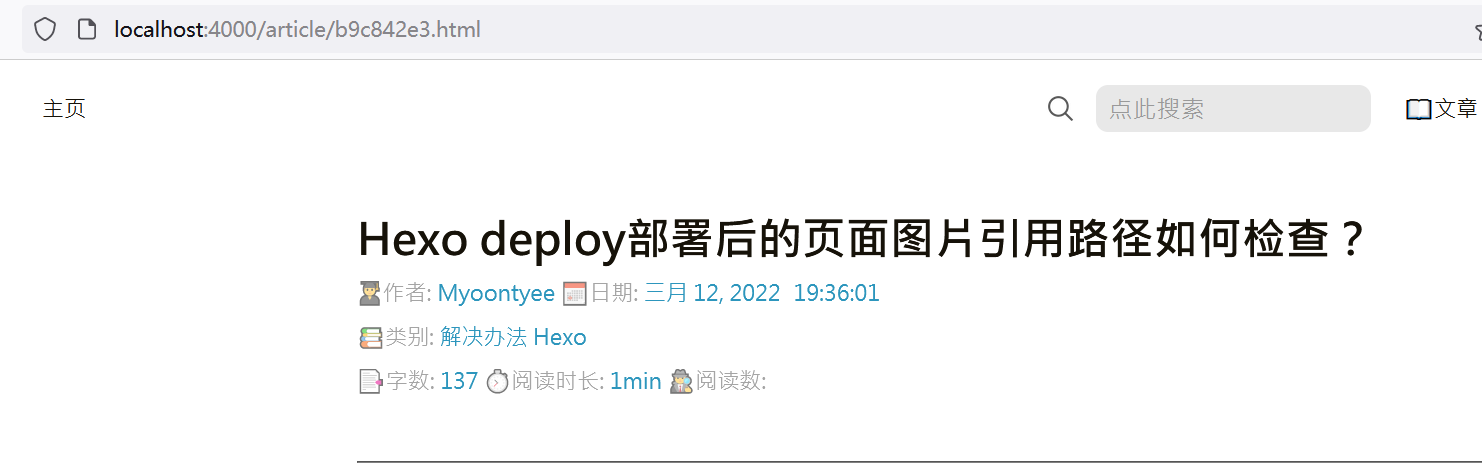 localhost:4000/article/b9c842e3.html
主页 点此搜索 文章
Hexo deploy部署后的页面图片引用路径如何检查？
作者: Myoontyee 日期: 三月 12, 2022 19:36:01
类别: 解决办法 Hexo
字数: 137 阅读时长: 1min 阅读数: